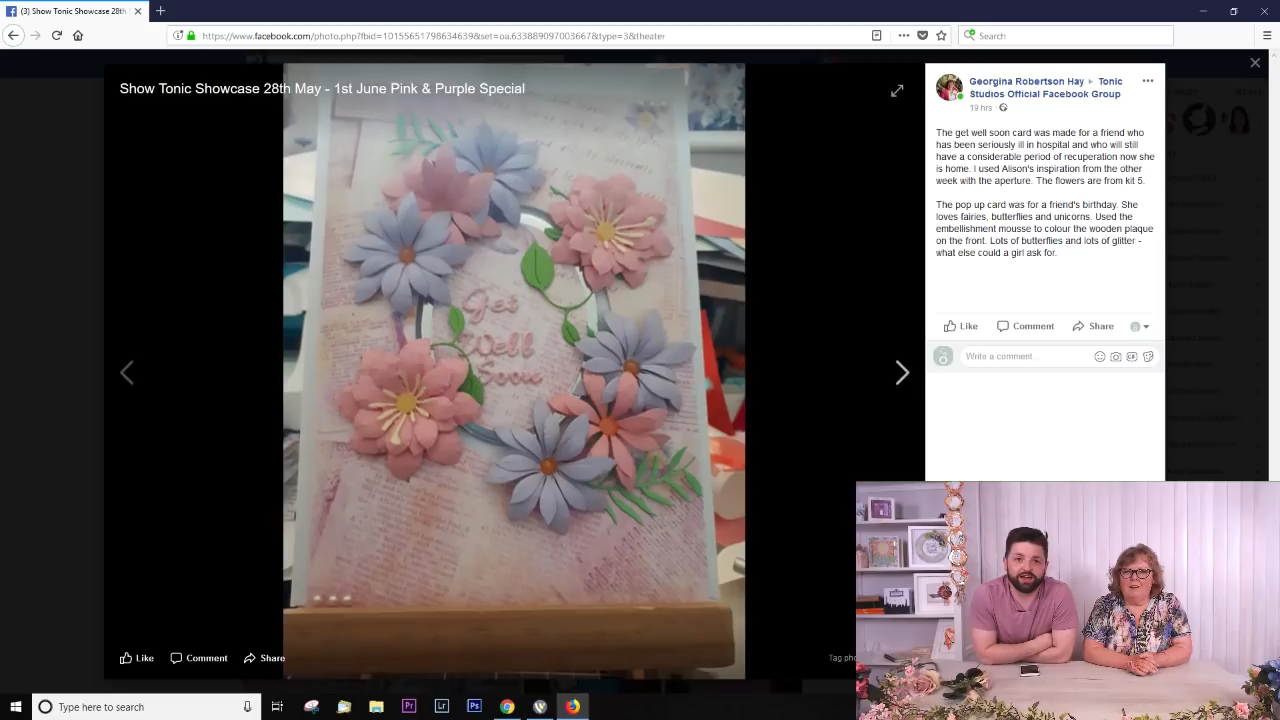 (3) Show Tonic Showcase 28th
https://www.facebook.com/photo.php?fbid=10155651798634639&set=oa.633889097003667&type=3&theater
Search
Show Tonic Showcase 28th May - 1st June Pink & Purple Special
Georgina Robertson Hay ▸ Tonic
Studios Official Facebook Group
19 hrs ·
The get well soon card was made for a friend who
has been seriously ill in hospital and who will still
have a considerable period of recuperation now she
is home. I used Alison's inspiration from the other
week with the aperture. The flowers are from kit 5.
The pop up card was for a friend's birthday. She
loves fairies, butterflies and unicorns. Used the
embellishment mousse to colour the wooden plaque
on the front. Lots of butterflies and lots of glitter -
what else could a girl ask for.
Like Comment Share
Write a comment...
Get
Well
Soon
Like Comment Share
Tag pho
Type here to search
Pr Lr Ps